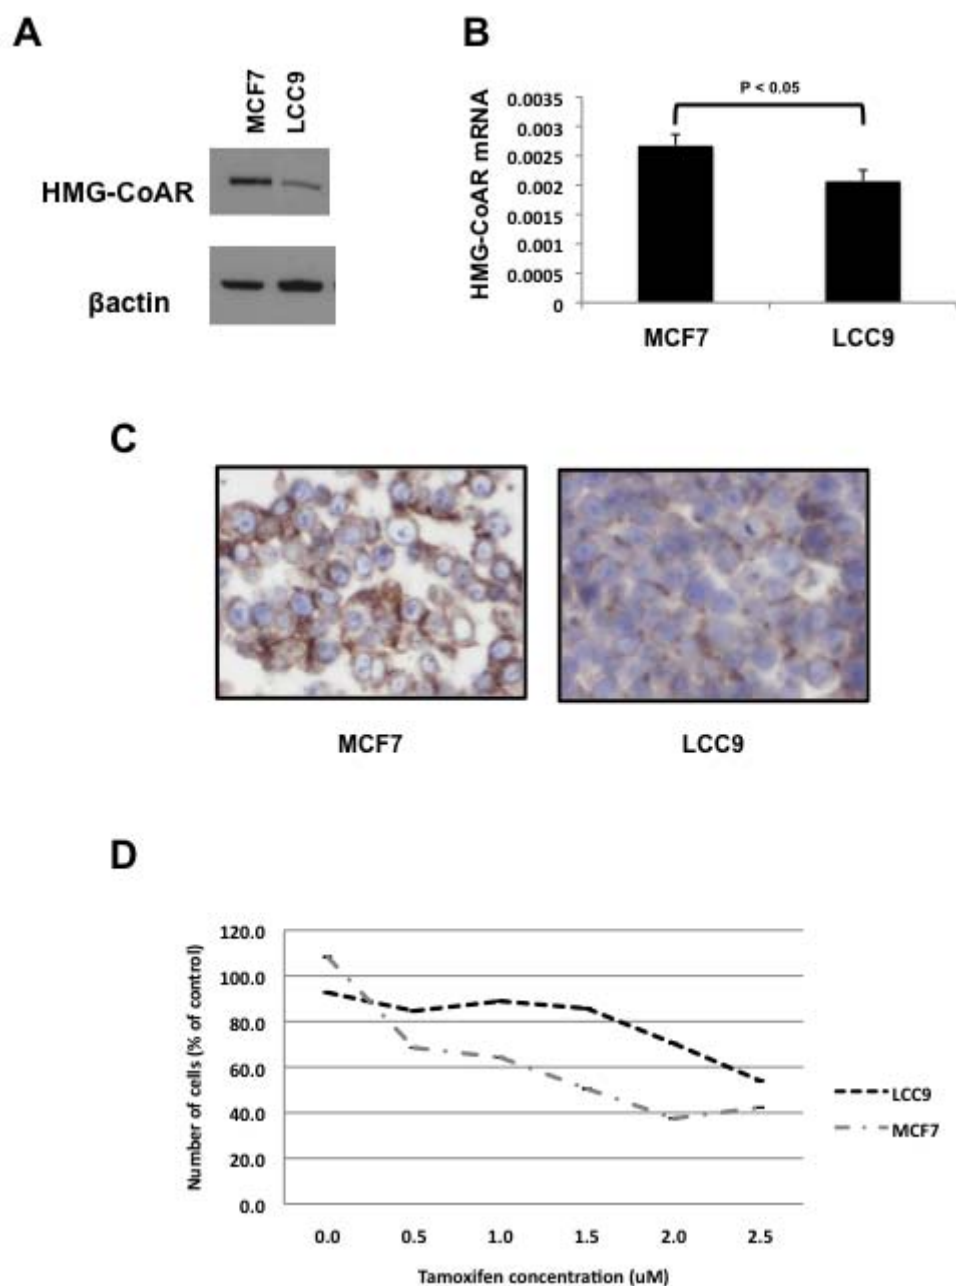 A
MCF7
LCC9
HMG-CoAR
βactin
B
P < 0.05
HMG-CoAR mRNA
0.0035
0.003
0.0025
0.002
0.0015
0.001
0.0005
0
MCF7
LCC9
C
MCF7
LCC9
D
Number of cells (% of control)
120.0
100.0
80.0
60.0
40.0
20.0
0.0
0.0 0.5 1.0 1.5 2.0 2.5
Tamoxifen concentration (uM)
LCC9
MCF7